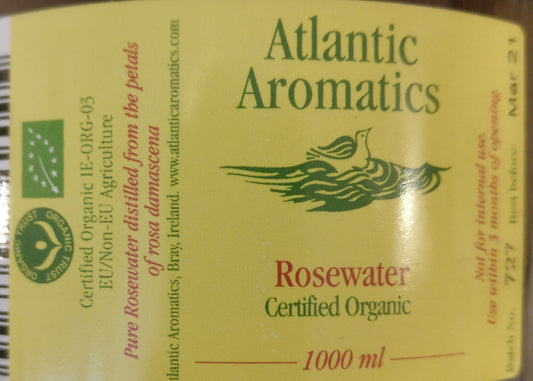 Atlantic
Aromatics
Rosewater
Certified Organic
1000 ml
ORGANIC TRUST ORGANIC TRUST
Certified Organic IE-ORG-03
EU/Non-EU Agriculture
Pure Rosewater distilled from the petals
of rosa damascena
tlantic Aromatics, Bray, Ireland. www.atlanticaromatics.com
Not for internal use.
Use within 3 months of opening.
Batch No. 727 Best before: Mar 21